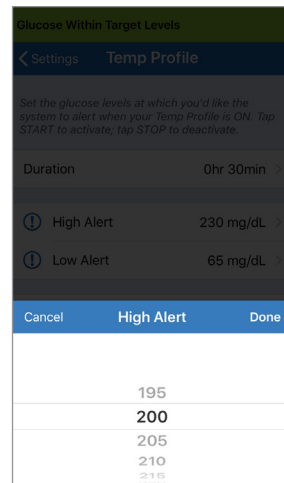 Glucose Within Target Levels
Settings Temp Profile
Set the glucose levels at which you'd like the
system to alert when your Temp Profile is ON. Tap
START to activate; tap STOP to deactivate.
Duration 0hr 30min
High Alert 230 mg/dL
Low Alert 65 mg/dL
Cancel High Alert Done
195
200
205
210
215